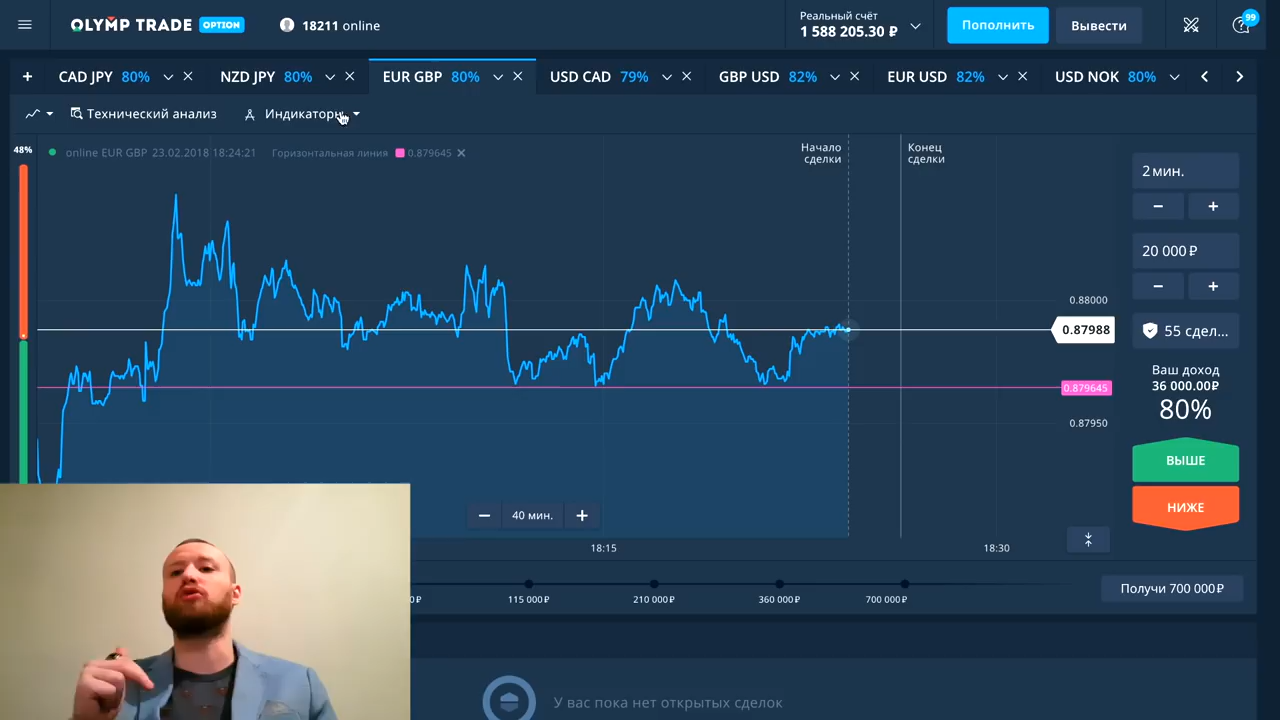 OLYMP TRADE OPTION
18211 online
Реальный счёт
1 588 205.30 ₽
Пополнить
Вывести
99
+ CAD JPY 80%
NZD JPY 80%
EUR GBP 80%
USD CAD 79%
GBP USD 82%
EUR USD 82%
USD NOK 80%
Технический анализ
Индикаторы
48%
online EUR GBP 23.02.2018 18:24:21
Горизонтальная линия 0.879645
Начало
сделки
Конец
сделки
2 мин.
− +
20 000 ₽
− +
0.88000
0.87988
55 сдел...
Ваш доход
36 000.00₽
80%
0.879645
0.87950
ВЫШЕ
НИЖЕ
− 40 мин. +
18:15
18:30
0₽
115 000₽
210 000₽
360 000₽
700 000₽
Получи 700 000₽
У вас пока нет открытых сделок